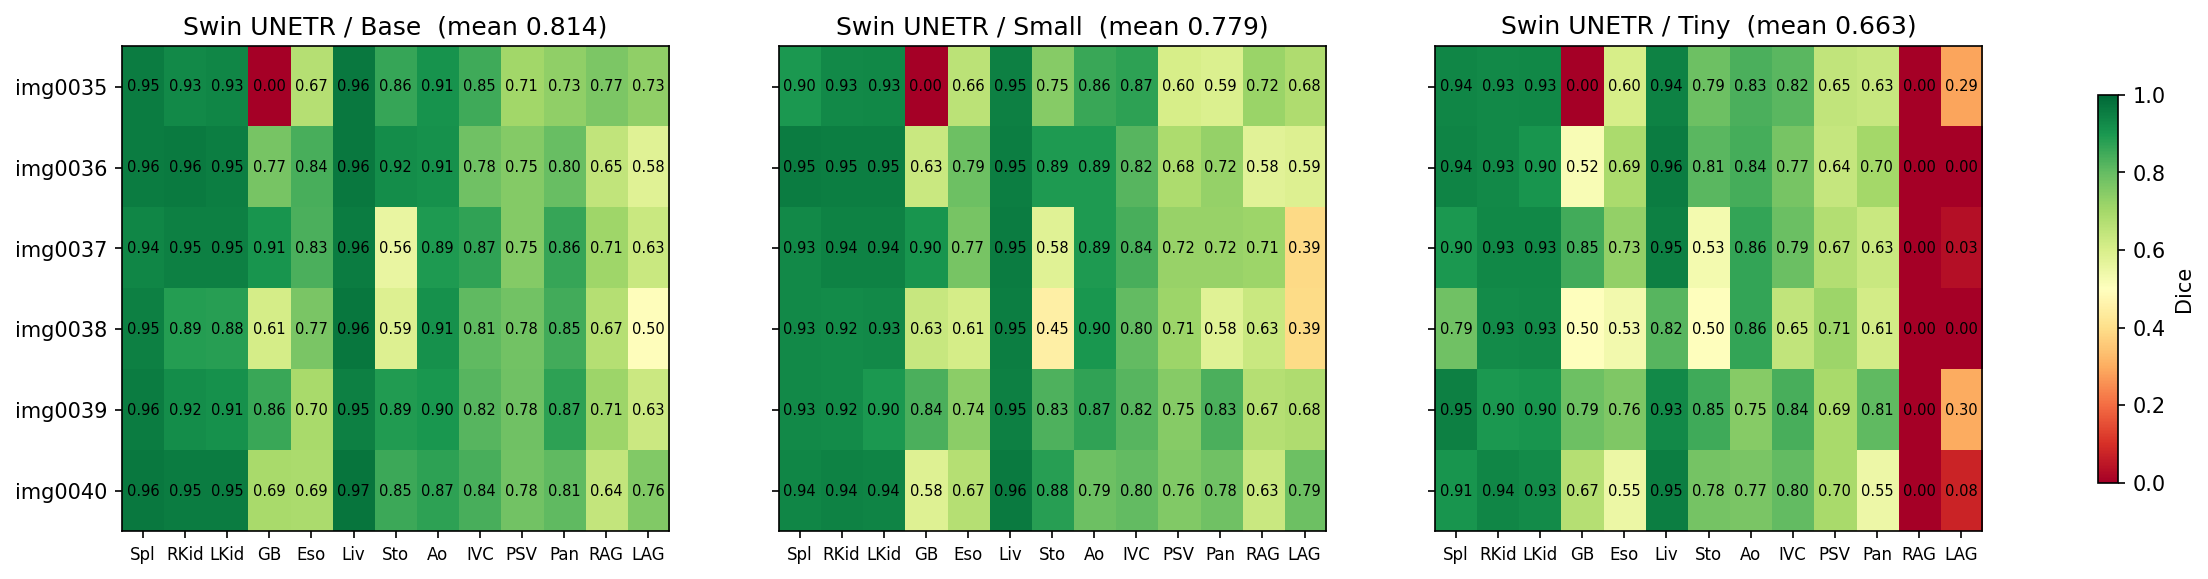 Swin UNETR / Base (mean 0.814)
Swin UNETR / Small (mean 0.779)
Swin UNETR / Tiny (mean 0.663)
img0035 0.95 0.93 0.93 0.00 0.67 0.96 0.86 0.91 0.85 0.71 0.73 0.77 0.73
0.90 0.93 0.93 0.00 0.66 0.95 0.75 0.86 0.87 0.60 0.59 0.72 0.68
0.94 0.93 0.93 0.00 0.60 0.94 0.79 0.83 0.82 0.65 0.63 0.00 0.29
img0036 0.96 0.96 0.95 0.77 0.84 0.96 0.92 0.91 0.78 0.75 0.80 0.65 0.58
0.95 0.95 0.95 0.63 0.79 0.95 0.89 0.89 0.82 0.68 0.72 0.58 0.59
0.94 0.93 0.90 0.52 0.69 0.96 0.81 0.84 0.77 0.64 0.70 0.00 0.00
img0037 0.94 0.95 0.95 0.91 0.83 0.96 0.56 0.89 0.87 0.75 0.86 0.71 0.63
0.93 0.94 0.94 0.90 0.77 0.95 0.58 0.89 0.84 0.72 0.72 0.71 0.39
0.90 0.93 0.93 0.85 0.73 0.95 0.53 0.86 0.79 0.67 0.63 0.00 0.03
img0038 0.95 0.89 0.88 0.61 0.77 0.96 0.59 0.91 0.81 0.78 0.85 0.67 0.50
0.93 0.92 0.93 0.63 0.61 0.95 0.45 0.90 0.80 0.71 0.58 0.63 0.39
0.79 0.93 0.93 0.50 0.53 0.82 0.50 0.86 0.65 0.71 0.61 0.00 0.00
img0039 0.96 0.92 0.91 0.86 0.70 0.95 0.89 0.90 0.82 0.78 0.87 0.71 0.63
0.93 0.92 0.90 0.84 0.74 0.95 0.83 0.87 0.82 0.75 0.83 0.67 0.68
0.95 0.90 0.90 0.79 0.76 0.93 0.85 0.75 0.84 0.69 0.81 0.00 0.30
img0040 0.96 0.95 0.95 0.69 0.69 0.97 0.85 0.87 0.84 0.78 0.81 0.64 0.76
0.94 0.94 0.94 0.58 0.67 0.96 0.88 0.79 0.80 0.76 0.78 0.63 0.79
0.91 0.94 0.93 0.67 0.55 0.95 0.78 0.77 0.80 0.70 0.55 0.00 0.08
Spl RKid LKid GB Eso Liv Sto Ao IVC PSV Pan RAG LAG
Spl RKid LKid GB Eso Liv Sto Ao IVC PSV Pan RAG LAG
Spl RKid LKid GB Eso Liv Sto Ao IVC PSV Pan RAG LAG
1.0
0.8
0.6
0.4
0.2
0.0
Dice